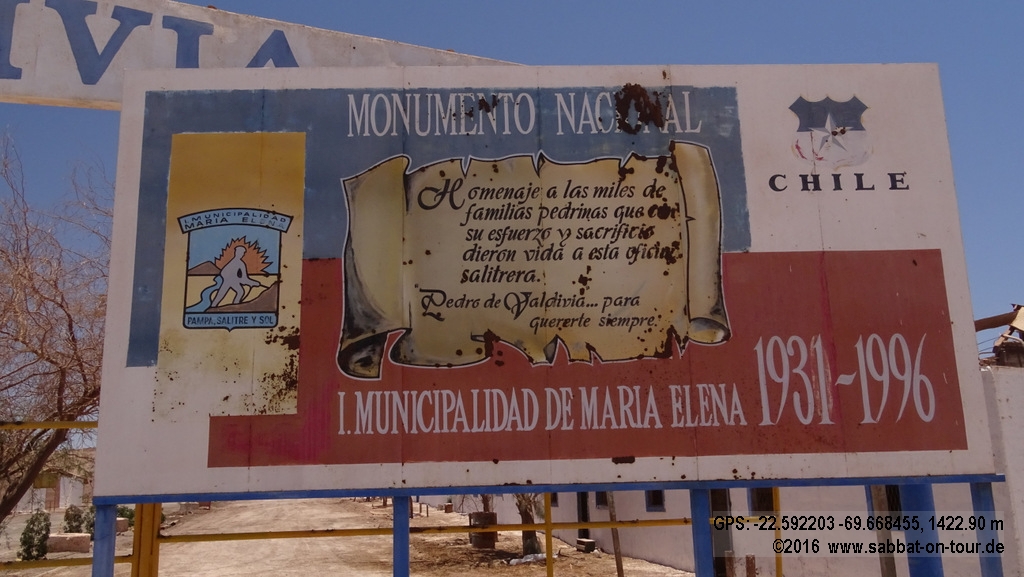 IVIA
MONUMENTO NACIONAL
CHILE
I. MUNICIPALIDAD
MARIA ELENA
PAMPA, SALITRE Y SOL
Homenaje a las miles de
familias pedrinas que con
su esfuerzo y sacrificio
dieron vida a esta oficina
salitrera.
Pedro de Valdivia... para
quererte siempre.
I. MUNICIPALIDAD DE MARIA ELENA 1931-1996
GPS: -22.592203 -69.668455, 1422.90 m
©2016 www.sabbat-on-tour.de